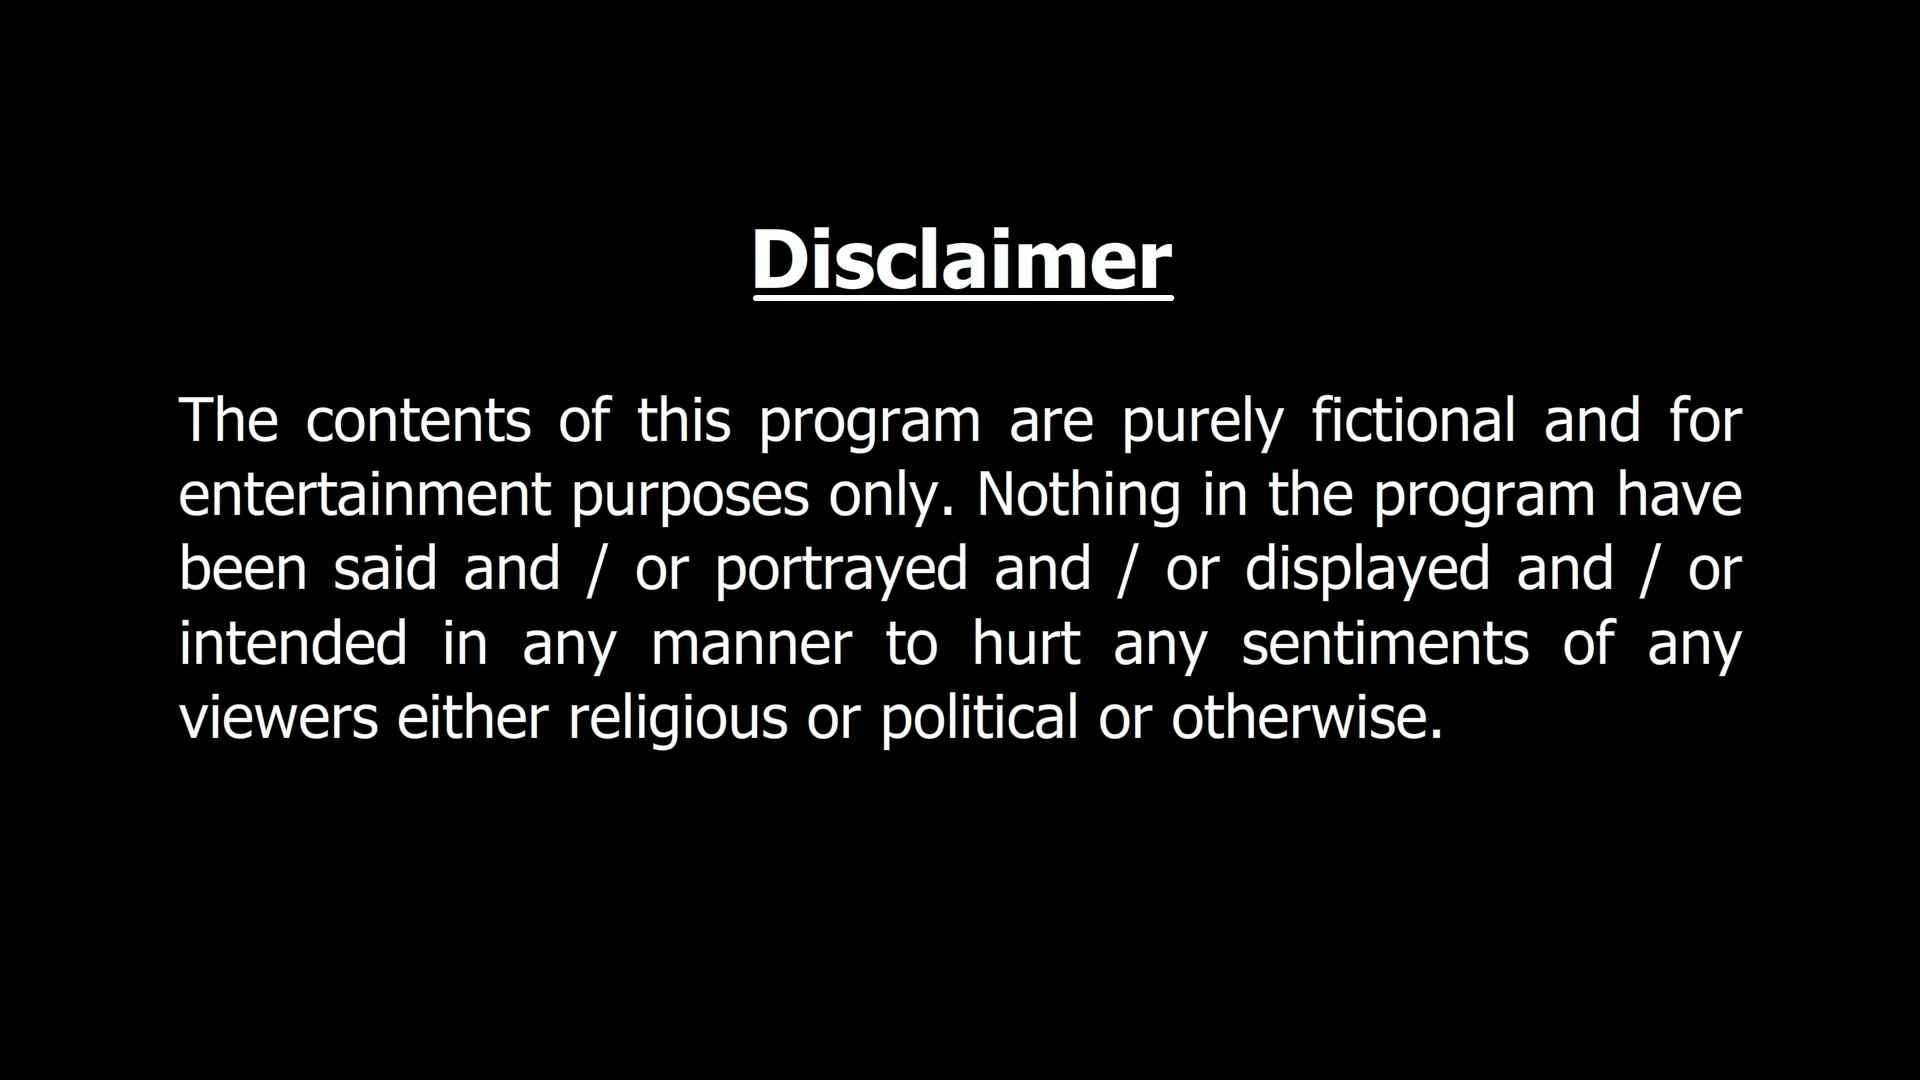 Disclaimer
The contents of this program are purely fictional and for
entertainment purposes only. Nothing in the program have
been said and / or portrayed and / or displayed and / or
intended in any manner to hurt any sentiments of any
viewers either religious or political or otherwise.